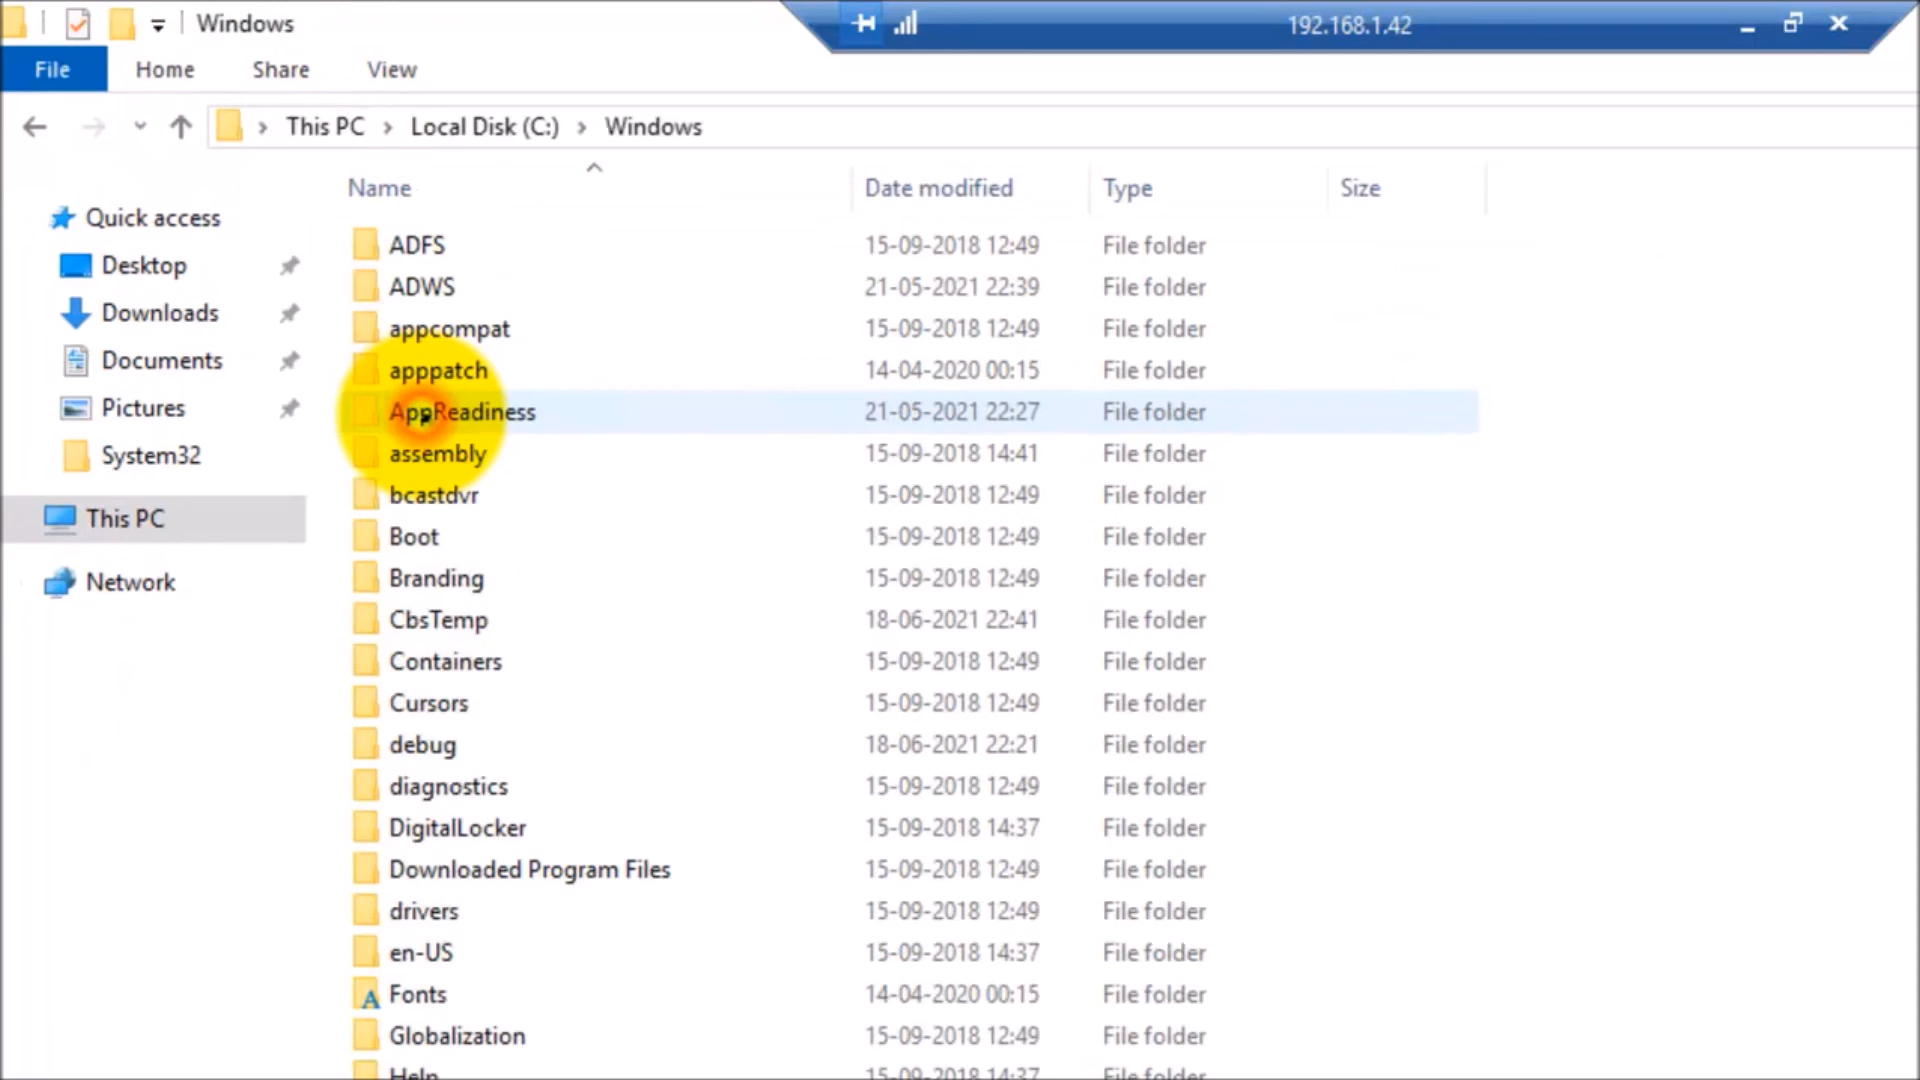 Windows
192.168.1.42
File Home Share View
This PC Local Disk (C:) Windows
Name Date modified Type Size
Quick access
Desktop
Downloads
Documents
Pictures
System32
This PC
Network
ADFS 15-09-2018 12:49 File folder
ADWS 21-05-2021 22:39 File folder
appcompat 15-09-2018 12:49 File folder
apppatch 14-04-2020 00:15 File folder
AppReadiness 21-05-2021 22:27 File folder
assembly 15-09-2018 14:41 File folder
bcastdvr 15-09-2018 12:49 File folder
Boot 15-09-2018 12:49 File folder
Branding 15-09-2018 12:49 File folder
CbsTemp 18-06-2021 22:41 File folder
Containers 15-09-2018 12:49 File folder
Cursors 15-09-2018 12:49 File folder
debug 18-06-2021 22:21 File folder
diagnostics 15-09-2018 12:49 File folder
DigitalLocker 15-09-2018 14:37 File folder
Downloaded Program Files 15-09-2018 12:49 File folder
drivers 15-09-2018 12:49 File folder
en-US 15-09-2018 14:37 File folder
Fonts 14-04-2020 00:15 File folder
Globalization 15-09-2018 12:49 File folder
Help 15-09-2018 14:37 File folder